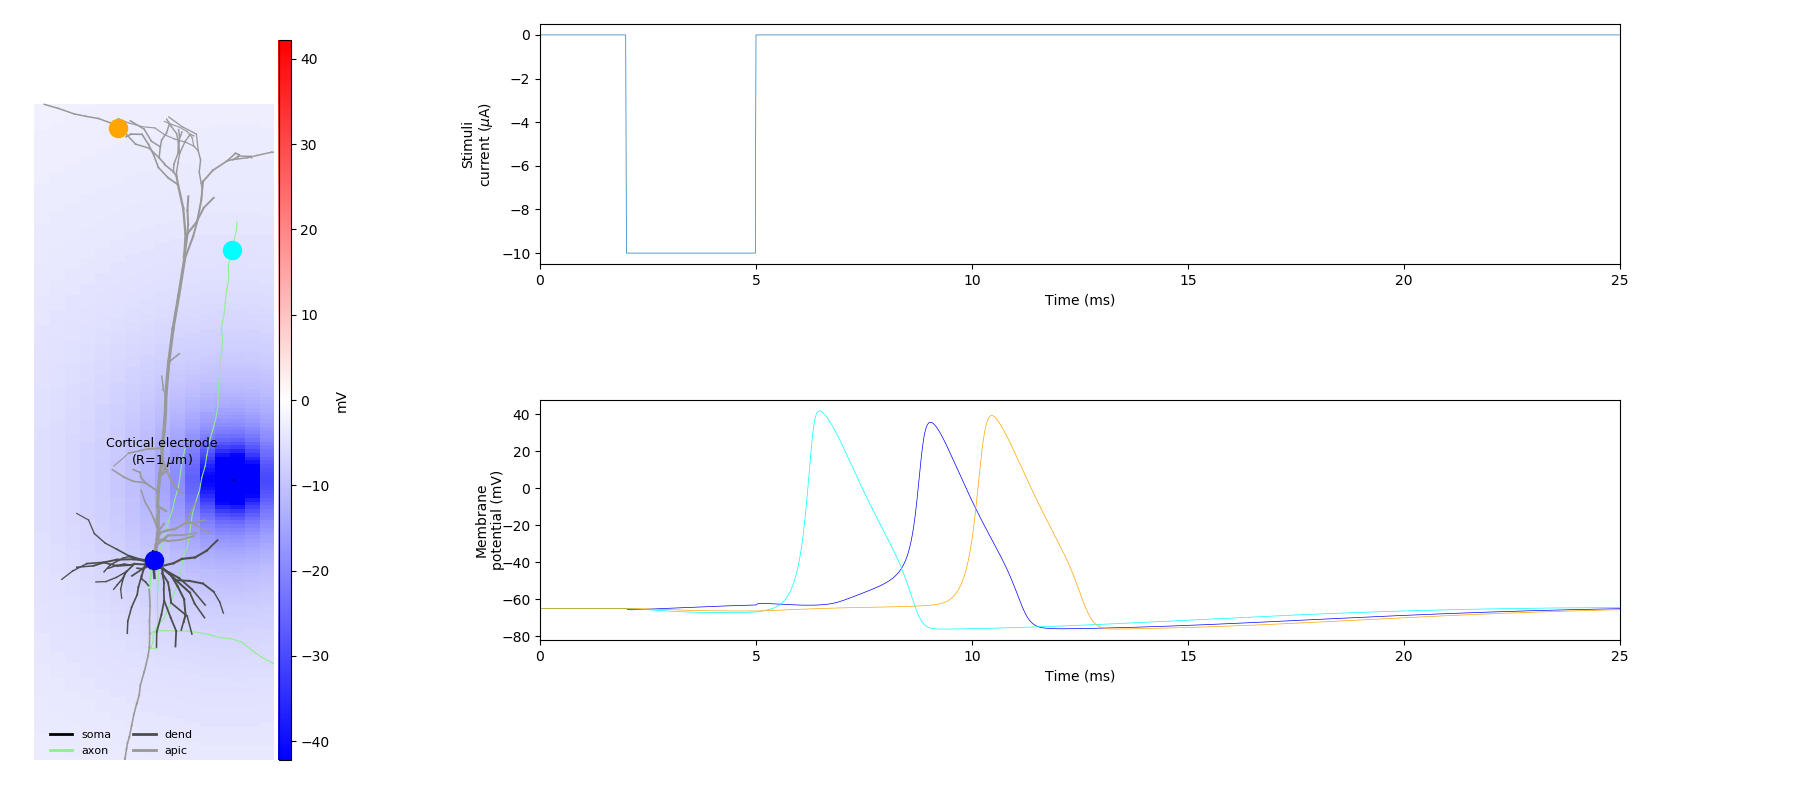 Cortical electrode
(R=1 μm)
soma
axon
dend
apic
40
30
20
10
0
−10
−20
−30
−40
mV
Stimuli
current (μA)
0
−2
−4
−6
−8
−10
0
5
10
15
20
25
Time (ms)
Membrane
potential (mV)
40
20
0
−20
−40
−60
−80
0
5
10
15
20
25
Time (ms)